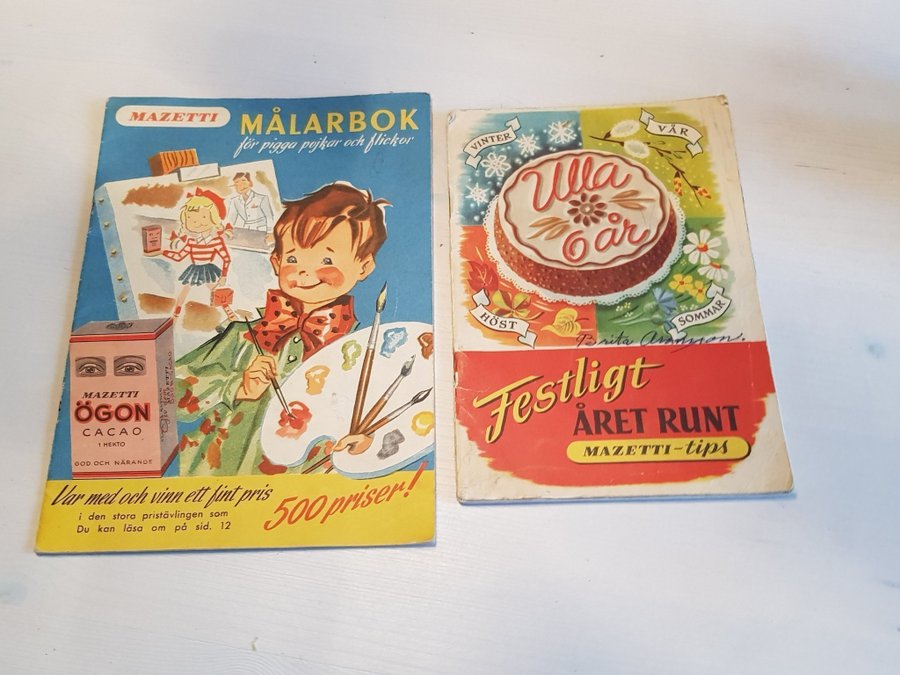 MAZETTI
MÅLARBOK
för pigga pojkar och flickor
MAZETTI
ÖGON
CACAO
1 HEKTO
GOD OCH NÄRANDE
Var med och vinn ett fint pris
i den stora pristävlingen som
Du kan läsa om på sid. 12
500 priser!
VINTER
VÅR
Ulla
6 år
HÖST
SOMMAR
Brita
Festligt
ÅRET RUNT
MAZETTI-tips